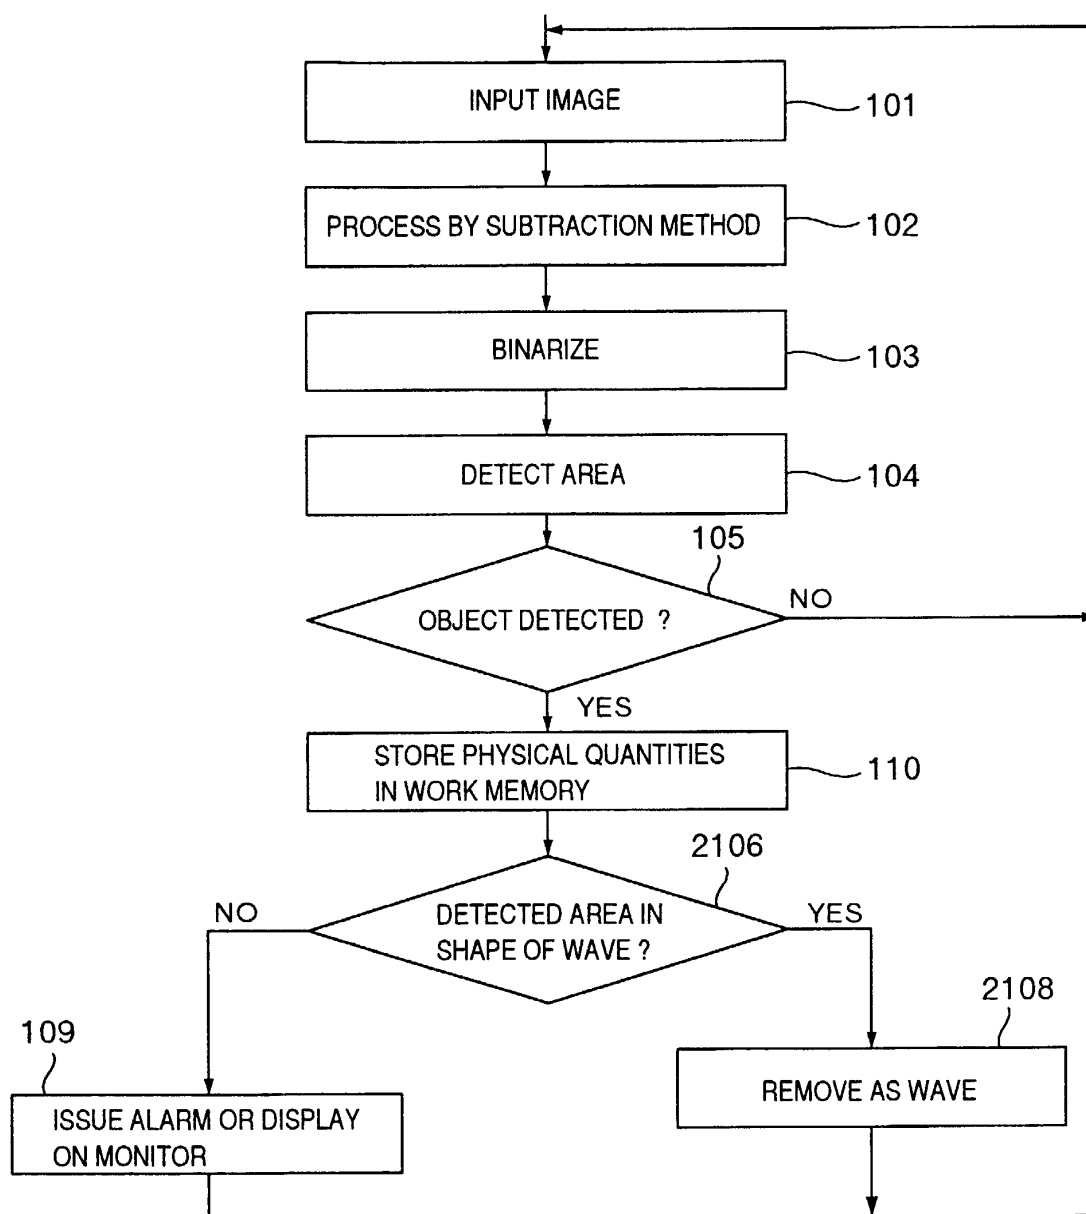 INPUT IMAGE
101
PROCESS BY SUBTRACTION METHOD
102
BINARIZE
103
DETECT AREA
104
105
OBJECT DETECTED ?
NO
YES
STORE PHYSICAL QUANTITIES
IN WORK MEMORY
110
2106
NO
DETECTED AREA IN
SHAPE OF WAVE ?
YES
109
2108
ISSUE ALARM OR DISPLAY
ON MONITOR
REMOVE AS WAVE